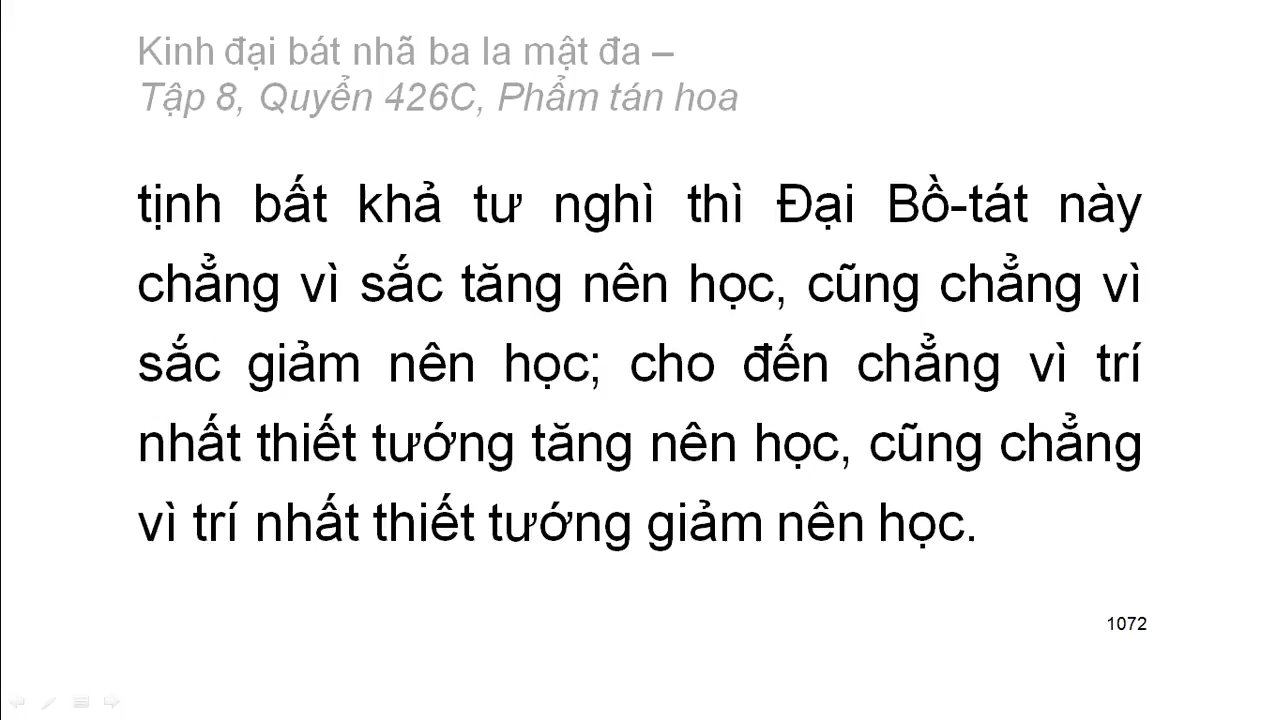 Kinh đại bát nhã ba la mật đa –
Tập 8, Quyển 426C, Phẩm tán hoa
tịnh bất khả tư nghì thì Đại Bồ-tát này
chẳng vì sắc tăng nên học, cũng chẳng vì
sắc giảm nên học; cho đến chẳng vì trí
nhất thiết tướng tăng nên học, cũng chẳng
vì trí nhất thiết tướng giảm nên học.
1072